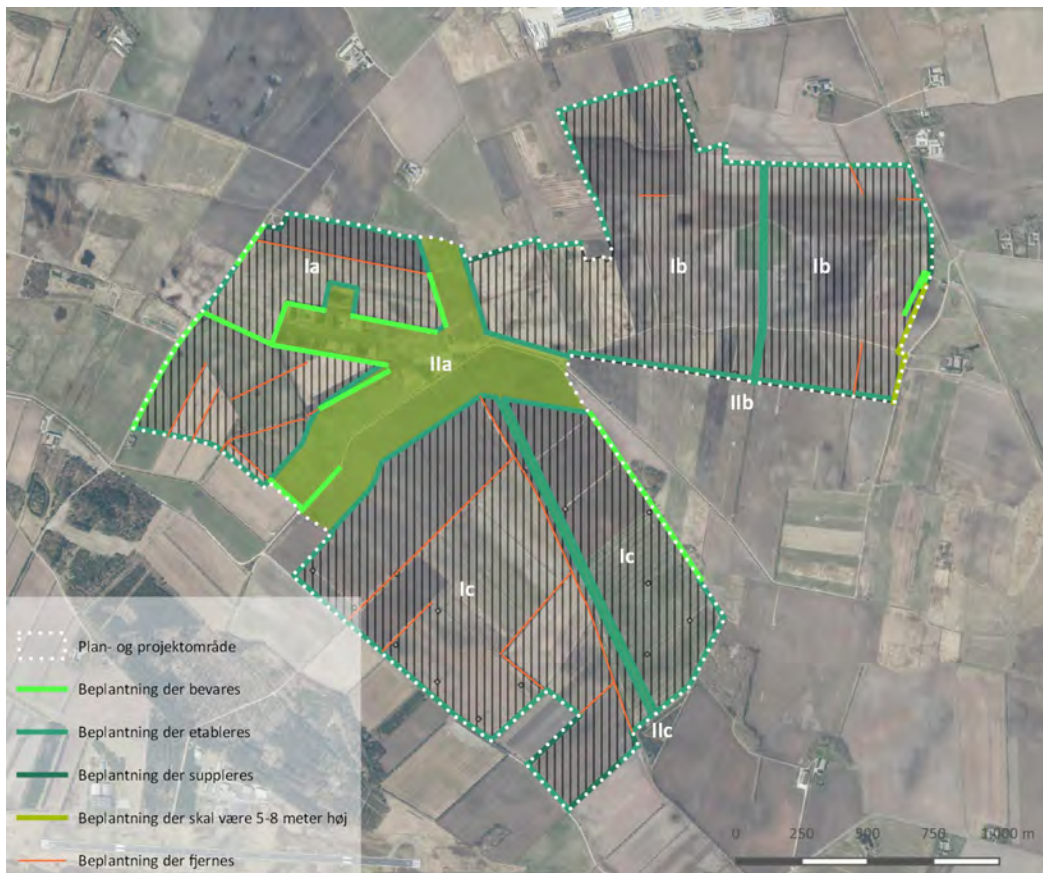 Ia
Ib
Ib
IIa
IIb
Ic
Ic
IIc
Plan- og projektområde
Beplantning der bevares
Beplantning der etableres
Beplantning der suppleres
Beplantning der skal være 5-8 meter høj
Beplantning der fjernes
0 250 500 750 1.000 m